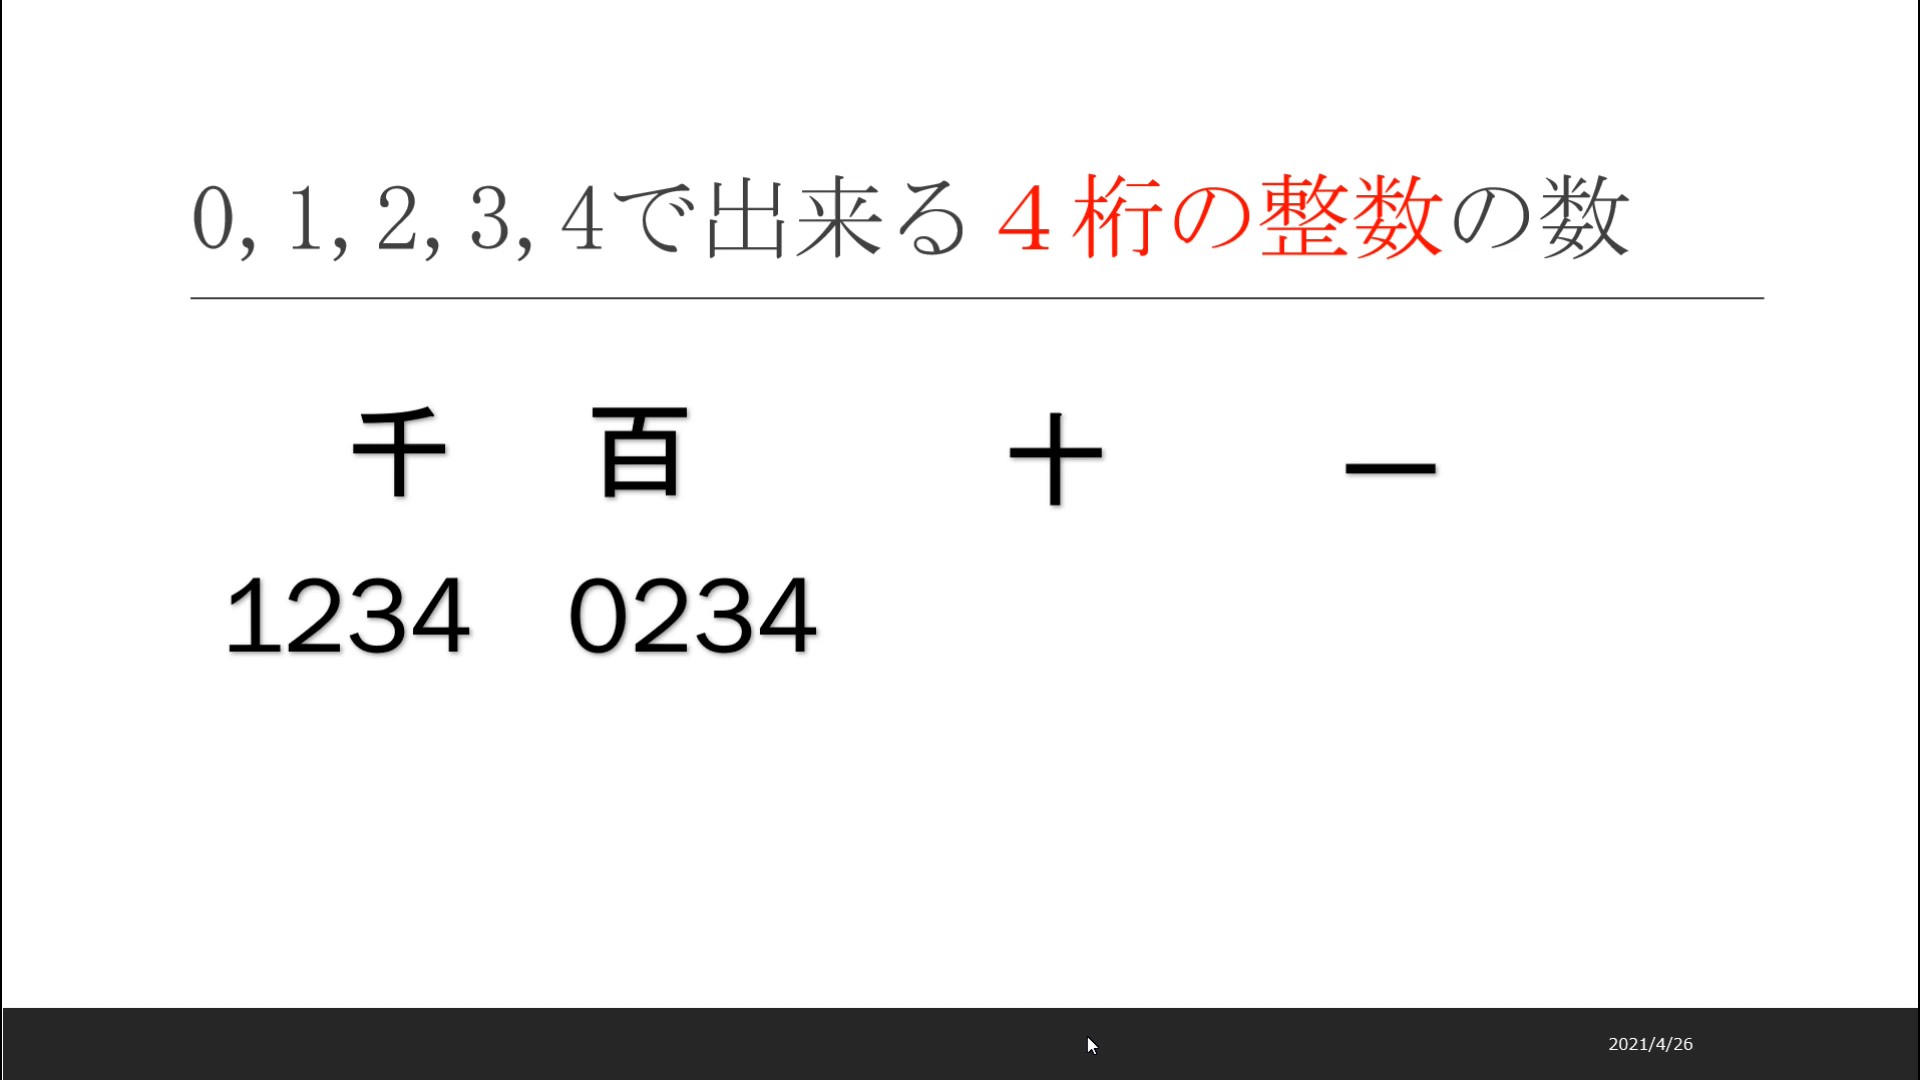 0,1,2,3,4で出来る４桁の整数の数
千 百 十 一
1234 0234
2021/4/26